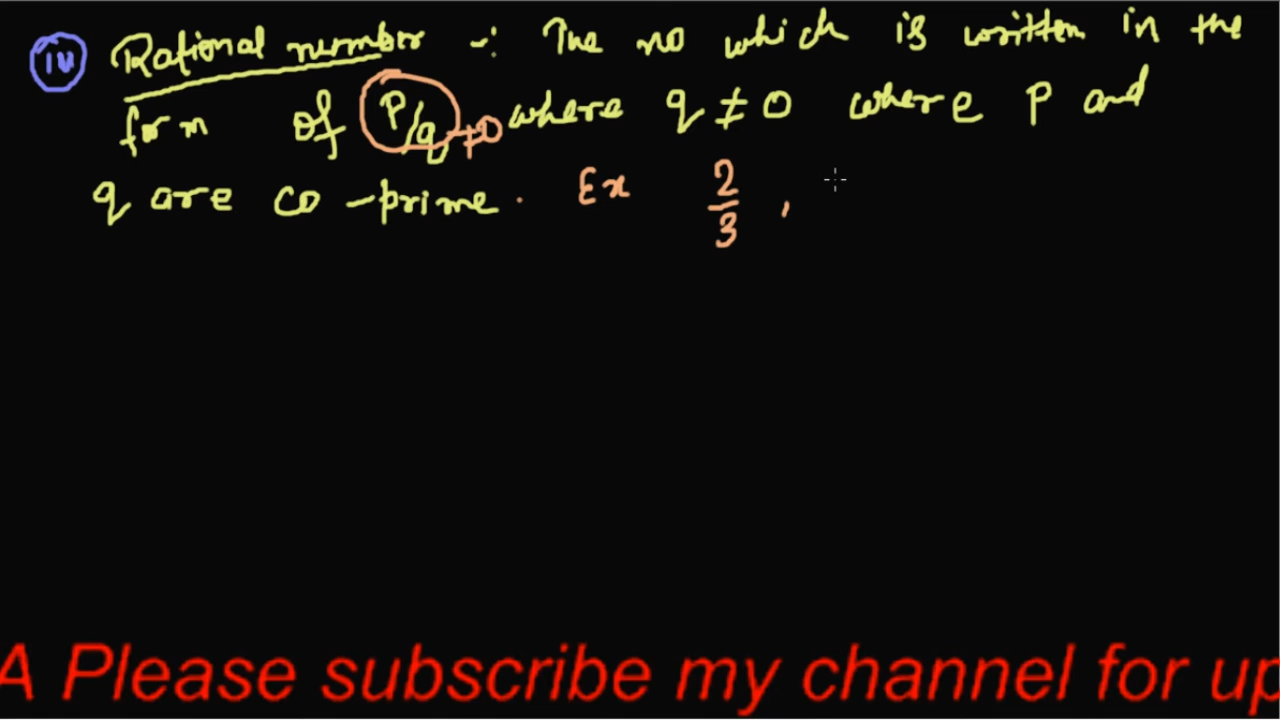 iv Rational number -: The no which is written in the
form of P/q ≠0 where q ≠ 0 where P and
q are co-prime. Ex 2/3 ,
A Please subscribe my channel for up